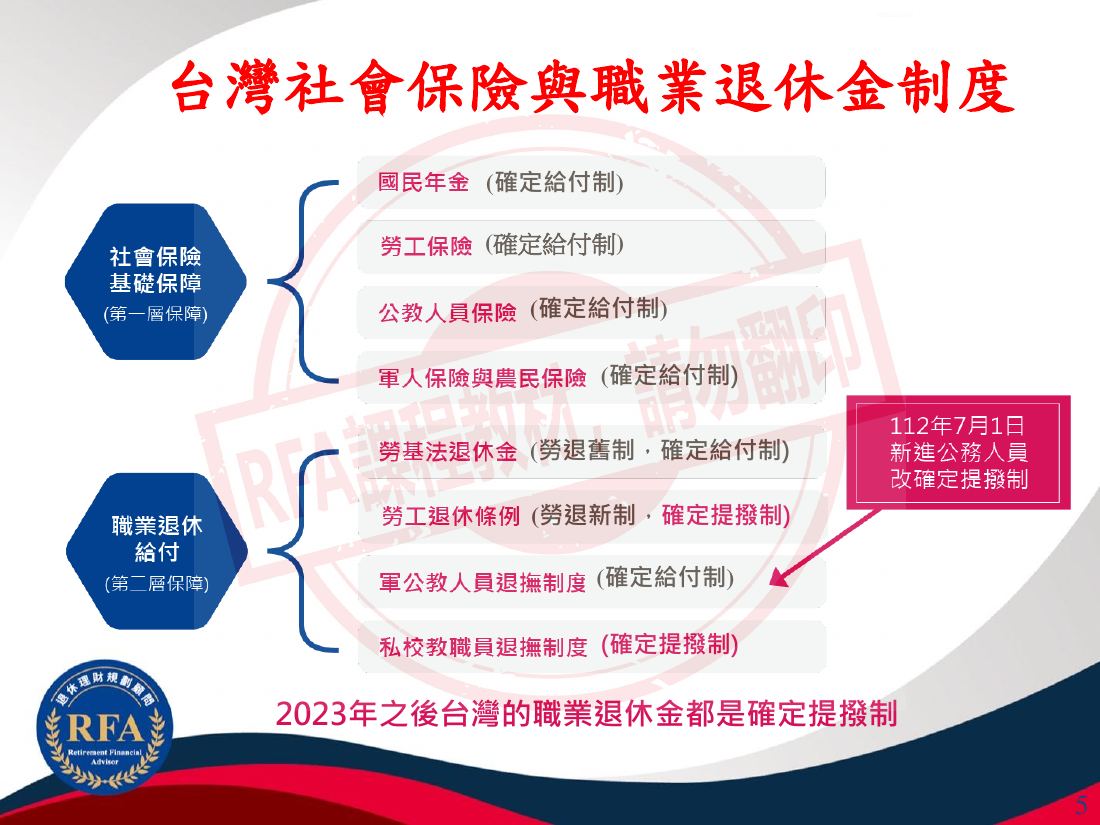 台灣社會保險與職業退休金制度
社會保險
基礎保障
(第一層保障)
國民年金 (確定給付制)
勞工保險 (確定給付制)
公教人員保險 (確定給付制)
軍人保險與農民保險 (確定給付制)
職業退休
給付
(第二層保障)
勞基法退休金 (勞退舊制，確定給付制)
勞工退休條例 (勞退新制，確定提撥制)
軍公教人員退撫制度 (確定給付制)
私校教職員退撫制度 (確定提撥制)
112年7月1日
新進公務人員
改確定提撥制
2023年之後台灣的職業退休金都是確定提撥制
RFA課程教材，請勿翻印
退休理財規劃顧問
RFA
Retirement Financial
Advisor
5